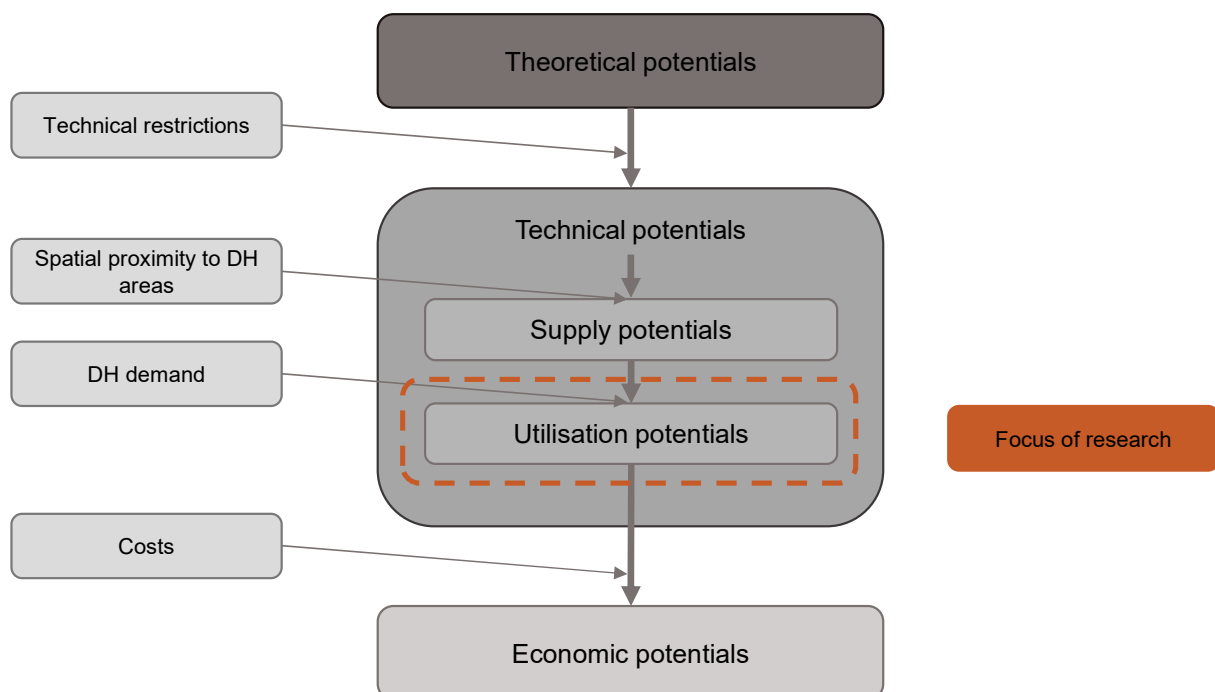 Theoretical potentials
Technical restrictions
Technical potentials
Spatial proximity to DH
areas
Supply potentials
DH demand
Utilisation potentials
Focus of research
Costs
Economic potentials